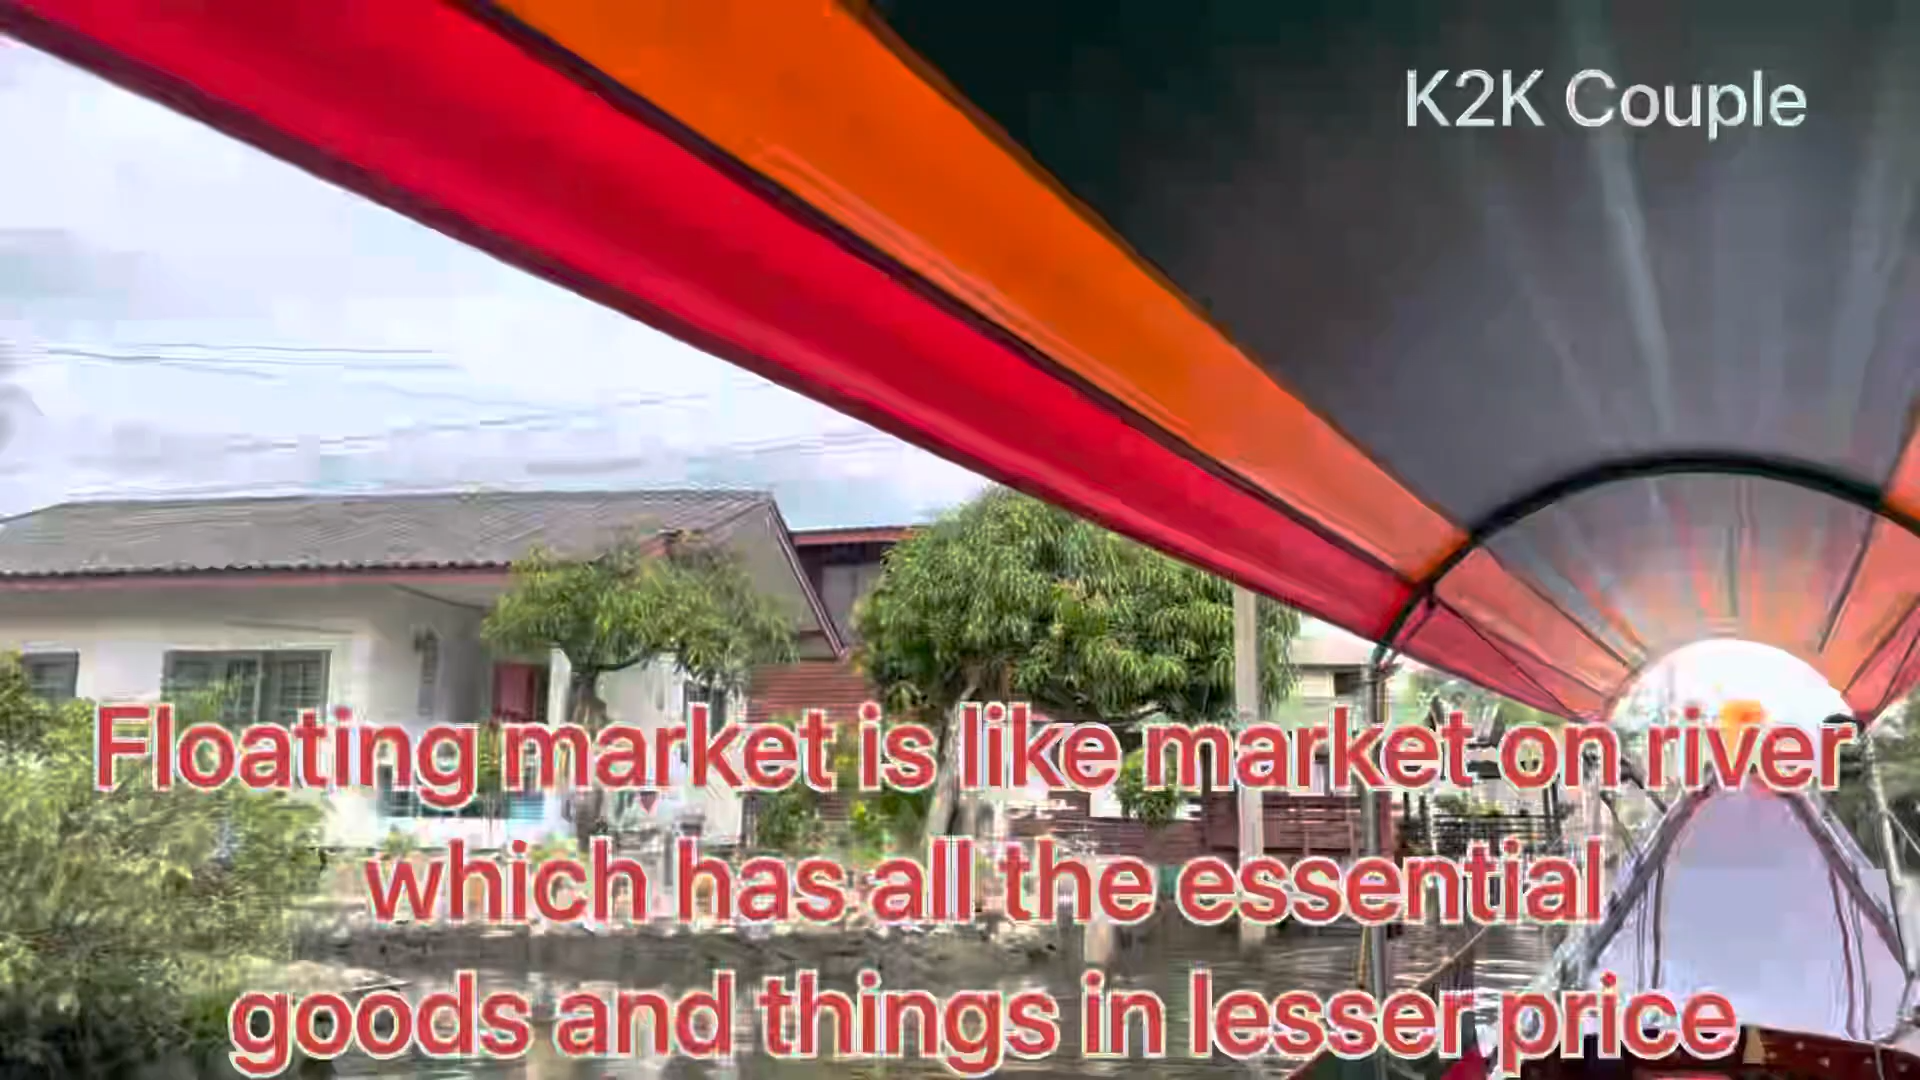 K2K Couple
Floating market is like market on river
which has all the essential
goods and things in lesser price